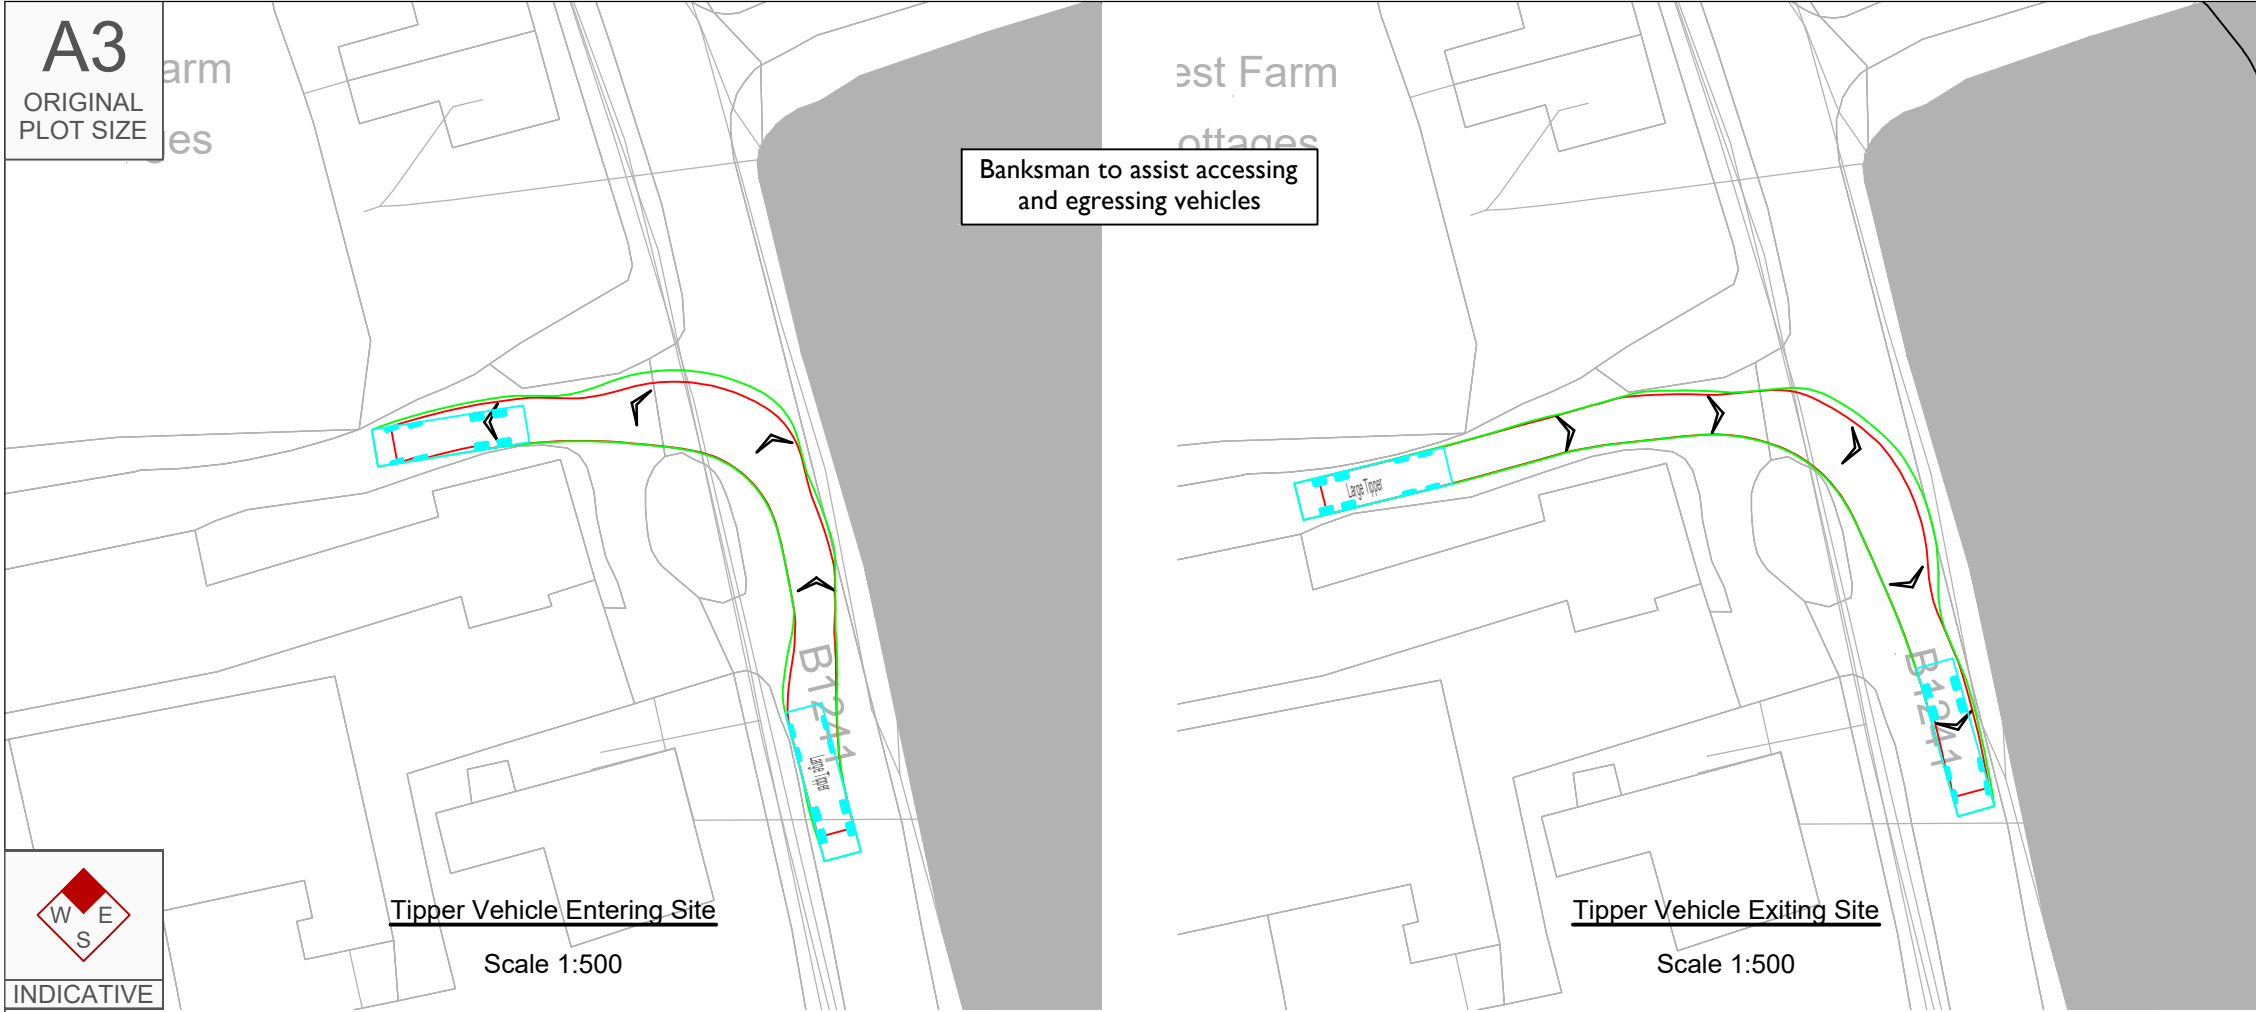 A3
ORIGINAL
PLOT SIZE
arm
es
est Farm
ottages
Banksman to assist accessing
and egressing vehicles
B1241
Large Tipper
Large Tipper
B1241
W E
S
INDICATIVE
Tipper Vehicle Entering Site
Scale 1:500
Tipper Vehicle Exiting Site
Scale 1:500